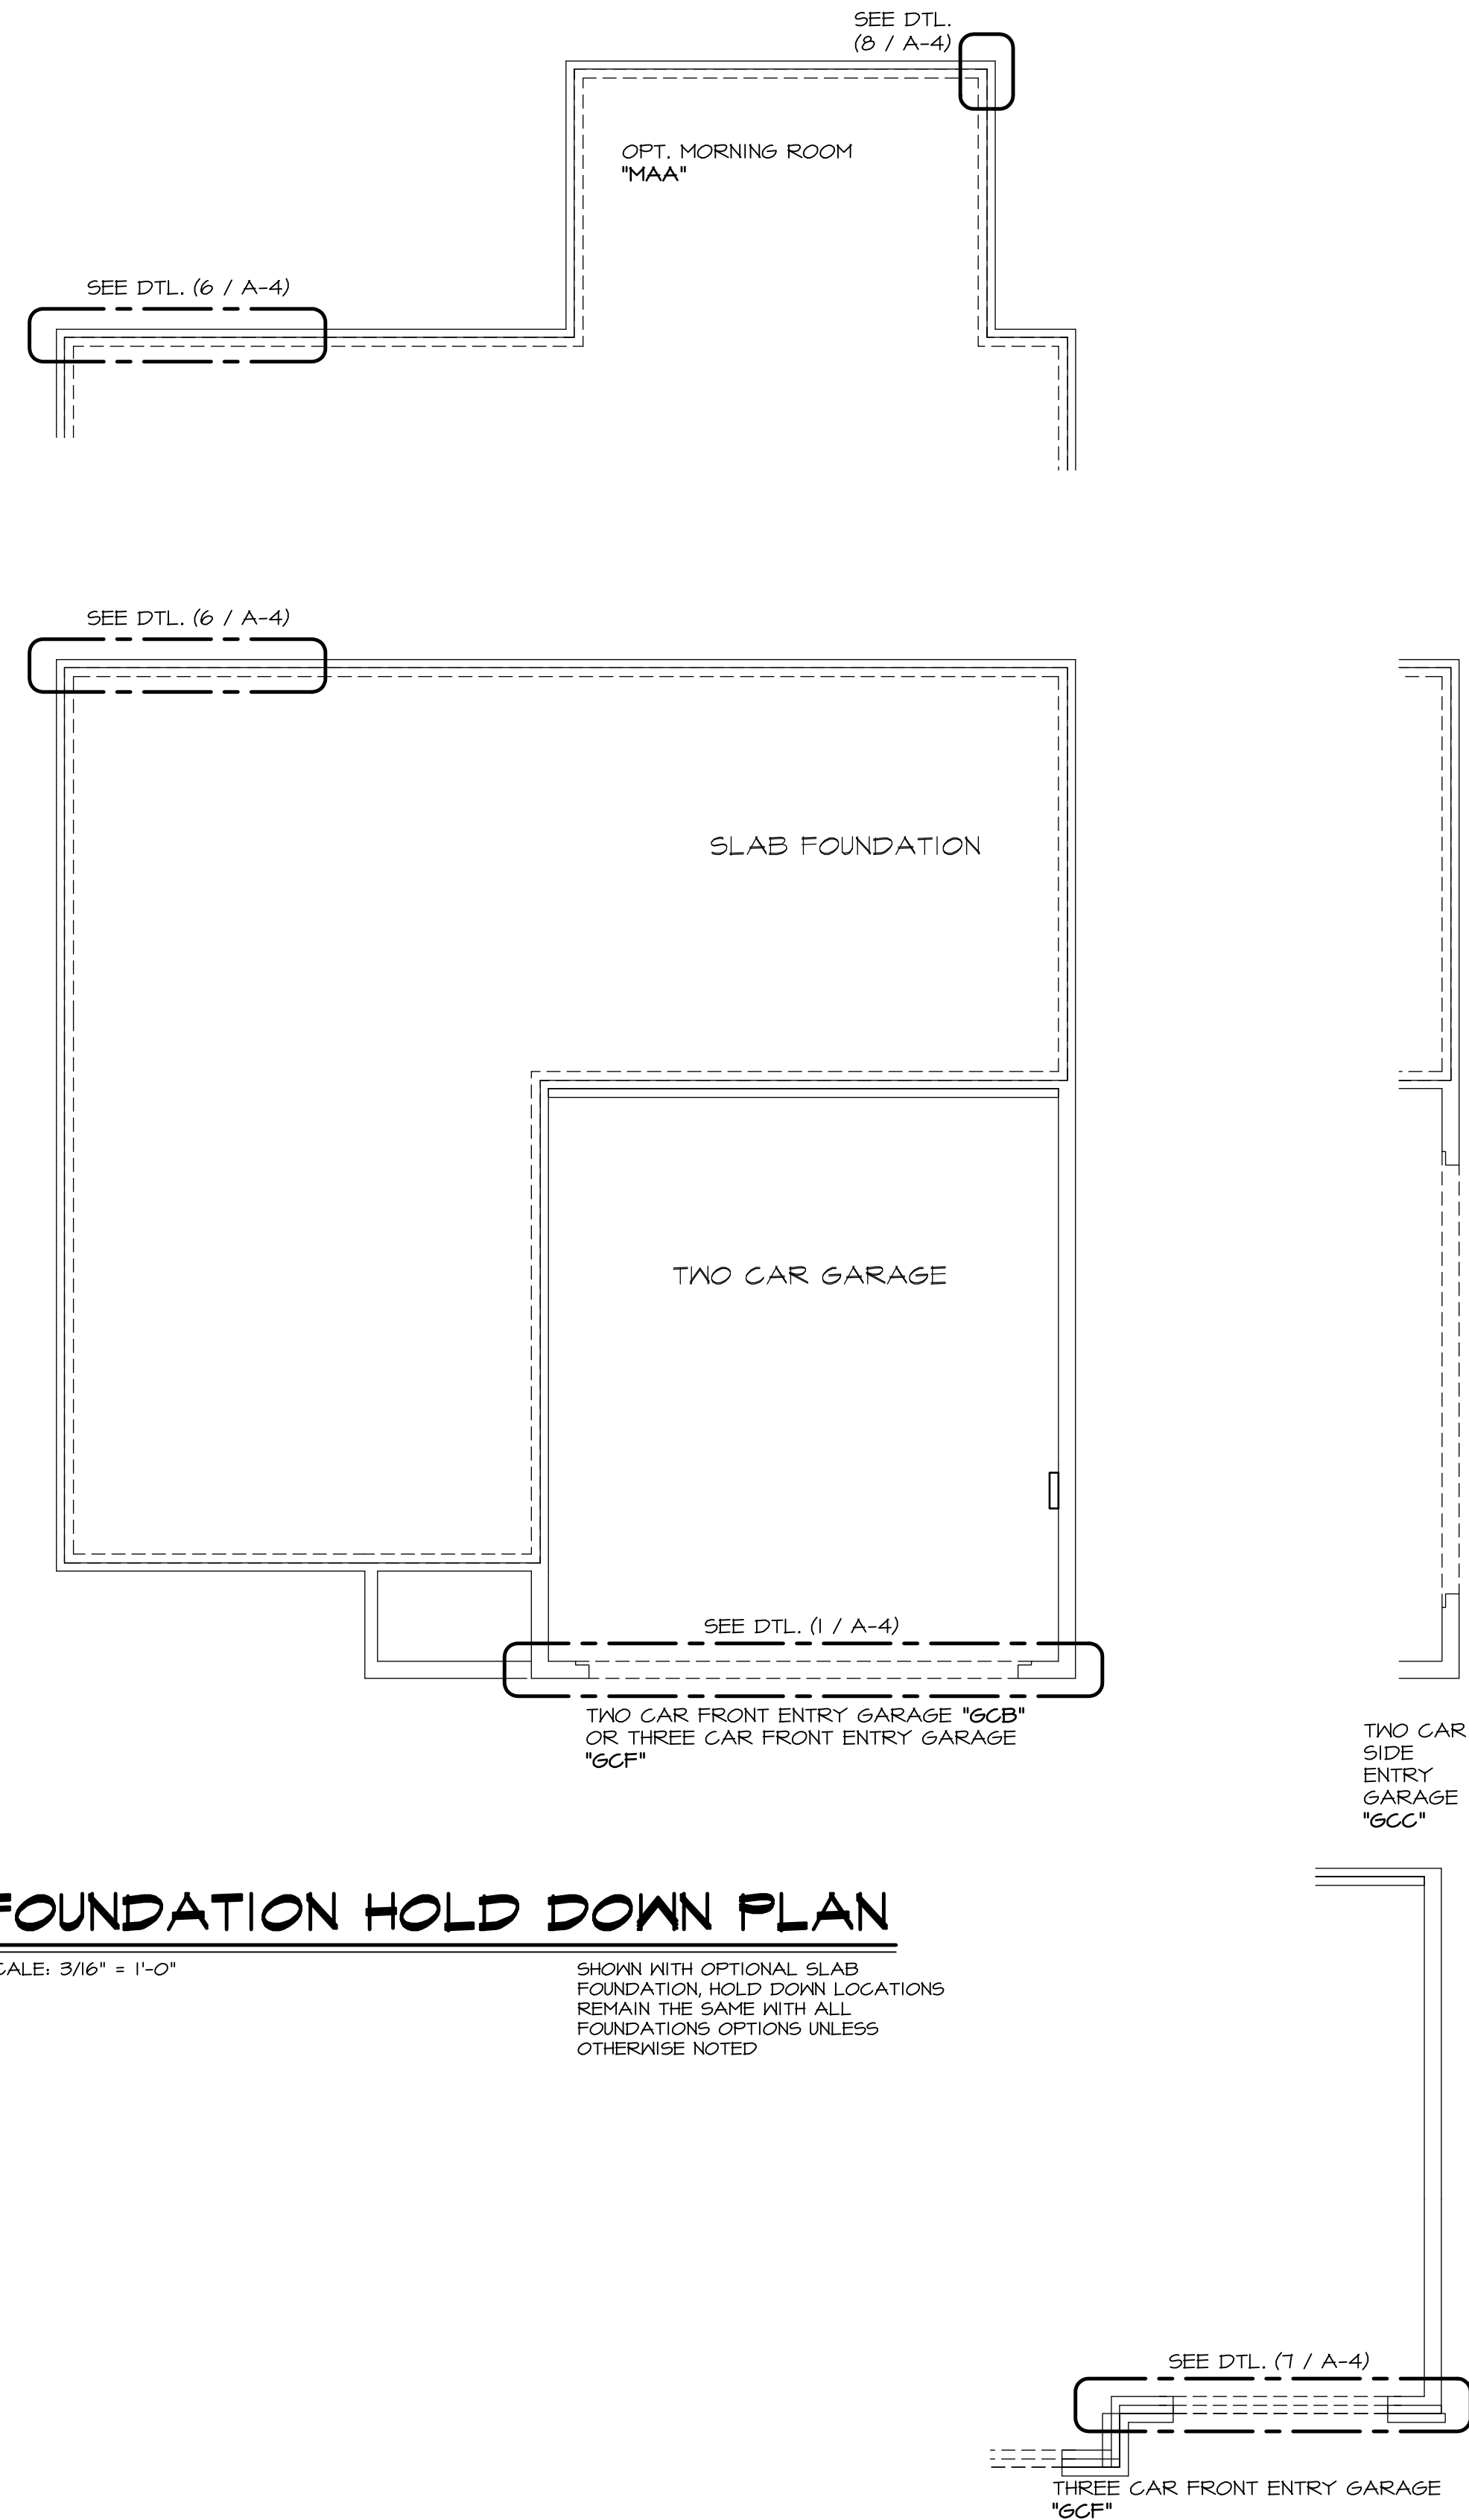 SEE DTL.
(8 / A-4)
OPT. MORNING ROOM
"MAA"
SEE DTL. (6 / A-4)
SEE DTL. (6 / A-4)
SLAB FOUNDATION
TWO CAR GARAGE
SEE DTL. (1 / A-4)
TWO CAR FRONT ENTRY GARAGE "GCB"
OR THREE CAR FRONT ENTRY GARAGE
"GCF"
TWO CAR
SIDE
ENTRY
GARAGE
"GCC"
FOUNDATION HOLD DOWN PLAN
CALE: 3/16" = 1'-0"
SHOWN WITH OPTIONAL SLAB
FOUNDATION, HOLD DOWN LOCATIONS
REMAIN THE SAME WITH ALL
FOUNDATIONS OPTIONS UNLESS
OTHERWISE NOTED
SEE DTL. (7 / A-4)
THREE CAR FRONT ENTRY GARAGE
"GCF"